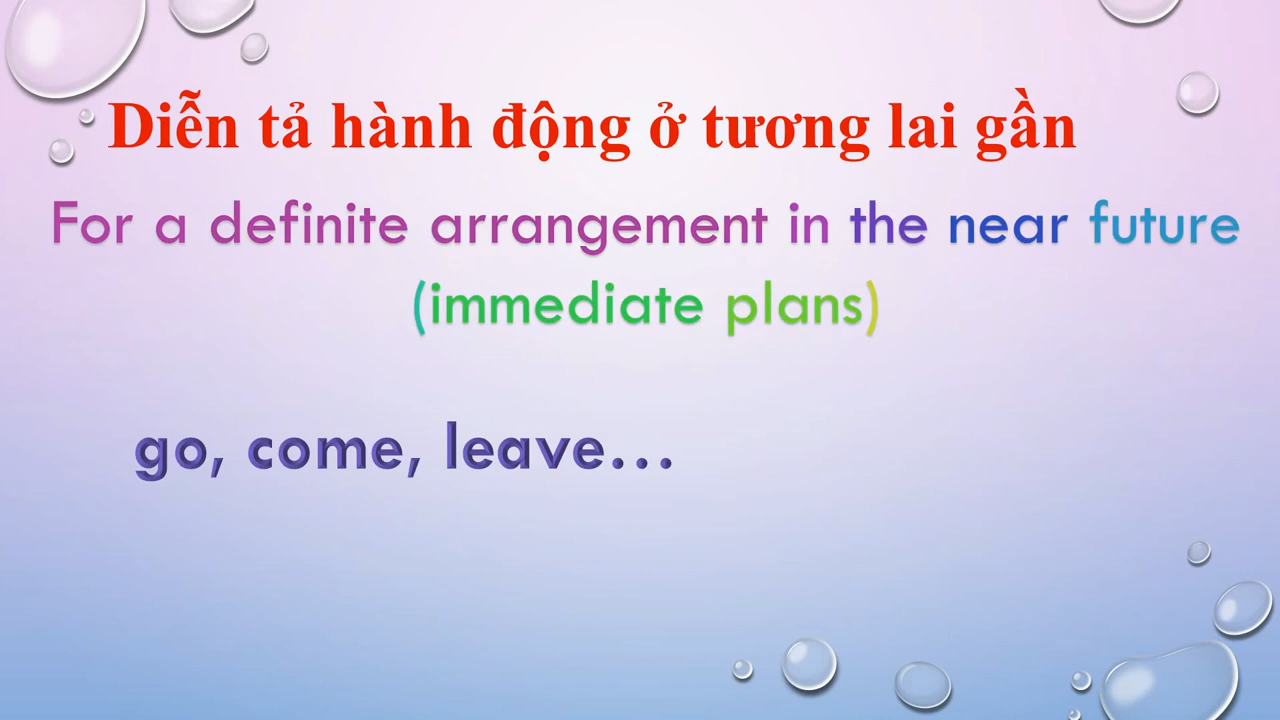 Diễn tả hành động ở tương lai gần
For a definite arrangement in the near future
(immediate plans)
go, come, leave…